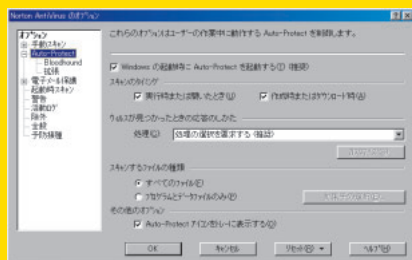 Norton AntiVirus のオプション
オプション
手動スキャン
Auto-Protect
Bloodhound
拡張
電子メール保護
起動時スキャン
警告
活動ログ
除外
全般
予防接種
これらのオプションはユーザーの作業中に動作する Auto-Protect を制御します。
Windows の起動時に Auto-Protect を起動する(T) (推奨)
スキャンのタイミング
実行時または開いたとき(U)
作成時またはダウンロード時(A)
ウイルスが見つかったときの応答のしかた
処理(C)
処理の選択を要求する (推奨)
スキャンするファイルの種類
すべてのファイル(F)
プログラムとデータファイルのみ(P)
その他のオプション
Auto-Protect アイコンをトレーに表示する(O)
OK
キャンセル
リセット(R)
ヘルプ(H)